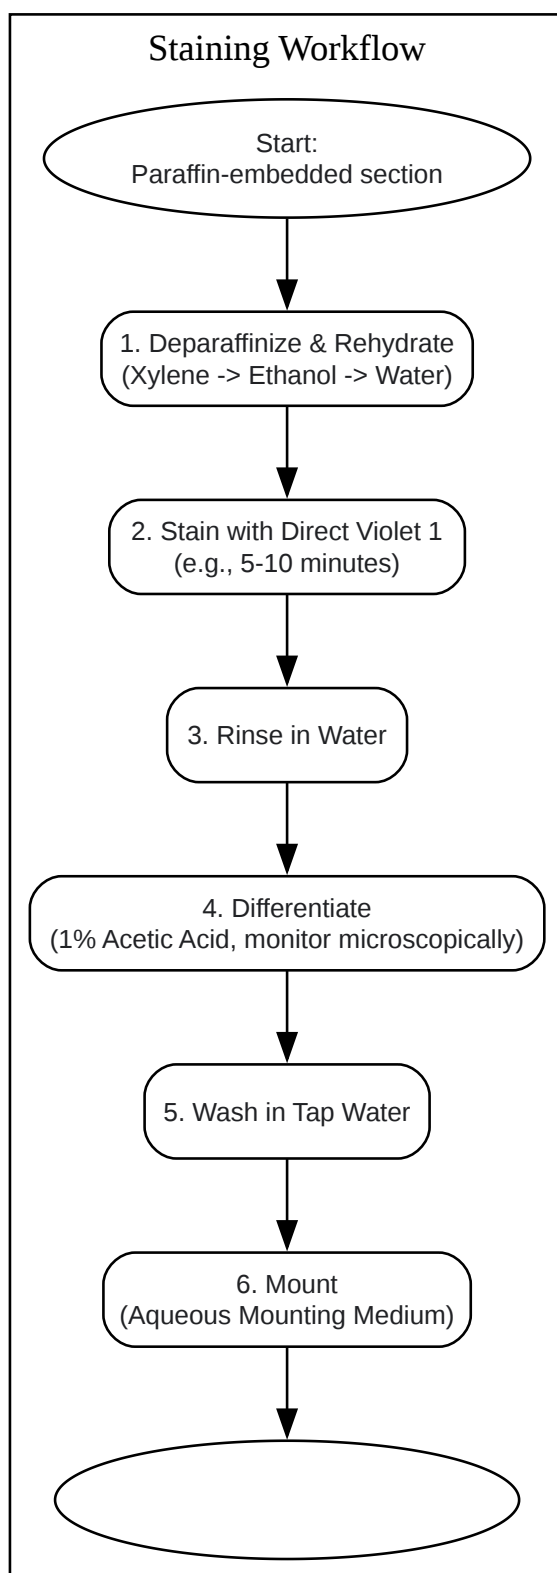 Staining Workflow
Start:
Paraffin-embedded section
1. Deparaffinize & Rehydrate
(Xylene -> Ethanol -> Water)
2. Stain with Direct Violet 1
(e.g., 5-10 minutes)
3. Rinse in Water
4. Differentiate
(1% Acetic Acid, monitor microscopically)
5. Wash in Tap Water
6. Mount
(Aqueous Mounting Medium)